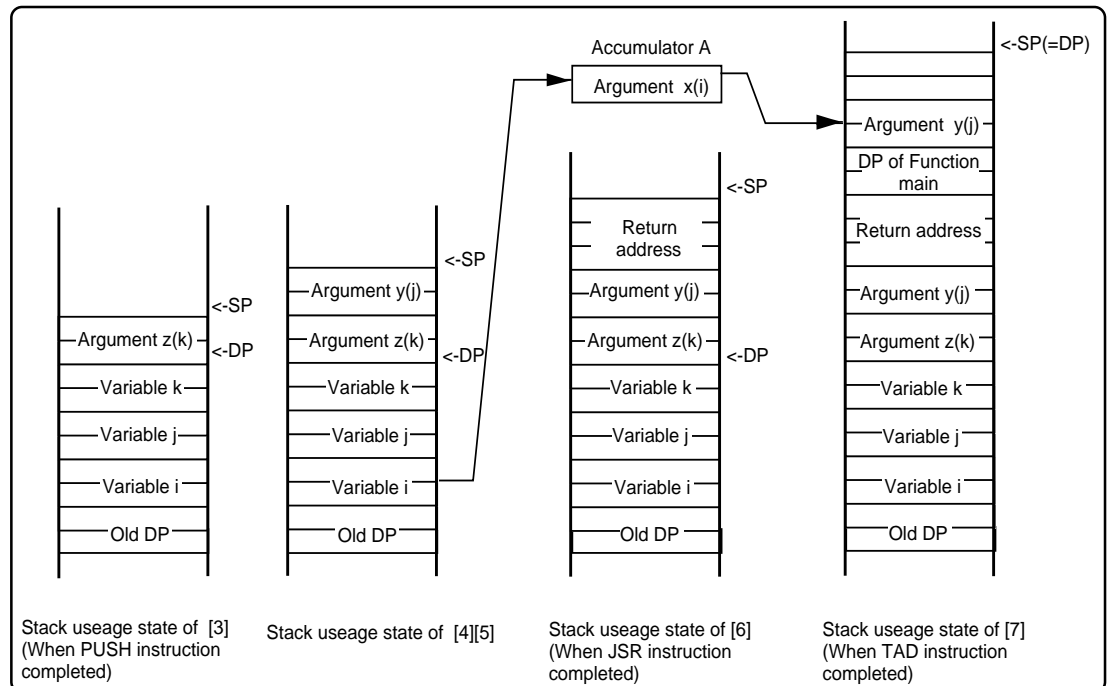 Accumulator A
Argument x(i)
<-SP
<-DP
Argument z(k)
Variable k
Variable j
Variable i
Old DP
Stack useage state of [3]
(When PUSH instruction
completed)
<-SP
<-DP
Argument y(j)
Argument z(k)
Variable k
Variable j
Variable i
Old DP
Stack useage state of [4][5]
<-SP
<-DP
Return
address
Argument y(j)
Argument z(k)
Variable k
Variable j
Variable i
Old DP
Stack useage state of [6]
(When JSR instruction
completed)
<-SP(=DP)
Argument y(j)
DP of Function
main
Return address
Argument y(j)
Argument z(k)
Variable k
Variable j
Variable i
Old DP
Stack useage state of [7]
(When TAD instruction
completed)